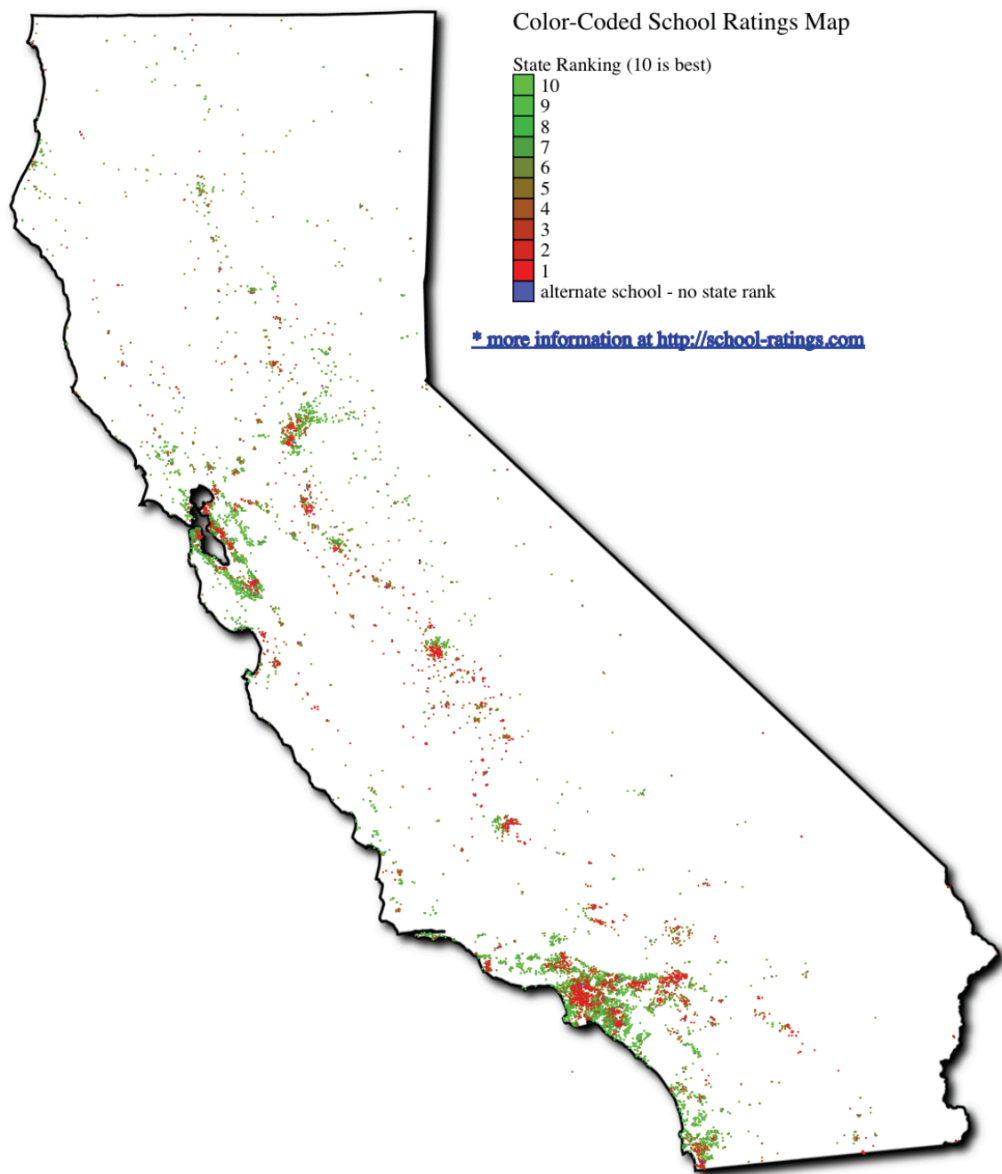 Color-Coded School Ratings Map
State Ranking (10 is best)
10
9
8
7
6
5
4
3
2
1
alternate school - no state rank
* more information at http://school-ratings.com